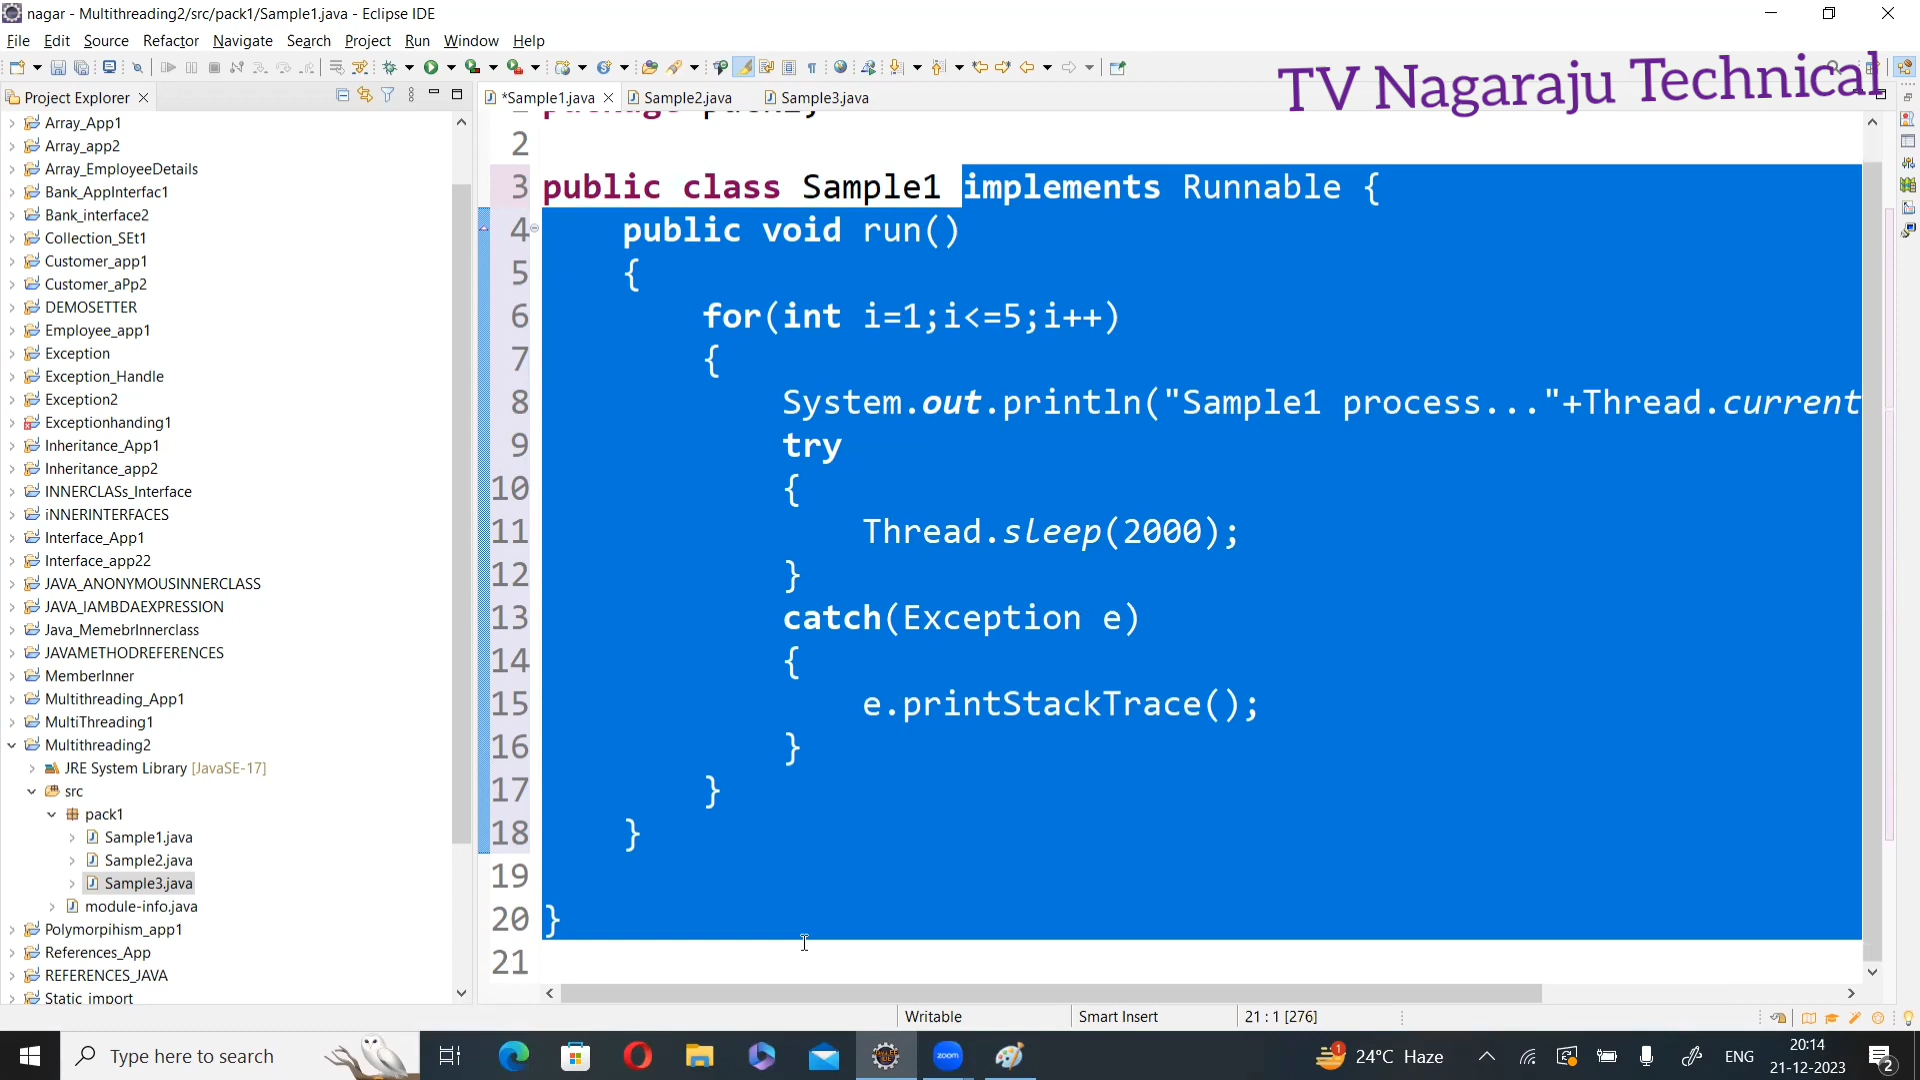 nagar - Multithreading2/src/pack1/Sample1.java - Eclipse IDE
File Edit Source Refactor Navigate Search Project Run Window Help
TV Nagaraju Technical
Project Explorer
*Sample1.java Sample2.java Sample3.java
Array_App1
Array_app2
Array_EmployeeDetails
Bank_AppInterfac1
Bank_interface2
Collection_SEt1
Customer_app1
Customer_aPp2
DEMOSETTER
Employee_app1
Exception
Exception_Handle
Exception2
Exceptionhanding1
Inheritance_App1
Inheritance_app2
INNERCLASs_Interface
iNNERINTERFACES
Interface_App1
Interface_app22
JAVA_ANONYMOUSINNERCLASS
JAVA_lAMBDAEXPRESSION
Java_MemebrInnerclass
JAVAMETHODREFERENCES
MemberInner
Multithreading_App1
MultiThreading1
Multithreading2
JRE System Library [JavaSE-17]
src
pack1
Sample1.java
Sample2.java
Sample3.java
module-info.java
Polymorpihism_app1
References_App
REFERENCES_JAVA
Static_import
2
3 public class Sample1 implements Runnable {
4 public void run()
5 {
6 for(int i=1;i<=5;i++)
7 {
8 System.out.println("Sample1 process..."+Thread.current
9 try
10 {
11 Thread.sleep(2000);
12 }
13 catch(Exception e)
14 {
15 e.printStackTrace();
16 }
17 }
18 }
19
20 }
21
Writable Smart Insert 21 : 1 [276]
Type here to search
zoom
1 24°C Haze
ENG
20:14
21-12-2023
2